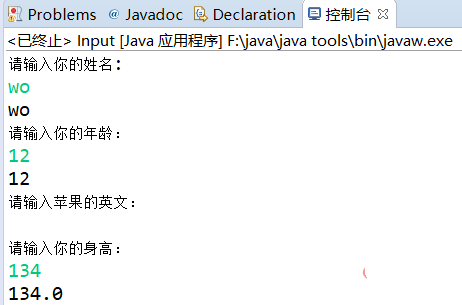 Problems @ Javadoc Declaration 控制台
<已终止> Input [Java 应用程序] F:\java\java tools\bin\javaw.exe
请输入你的姓名:
wo
wo
请输入你的年龄：
12
12
请输入苹果的英文：
请输入你的身高：
134
134.0